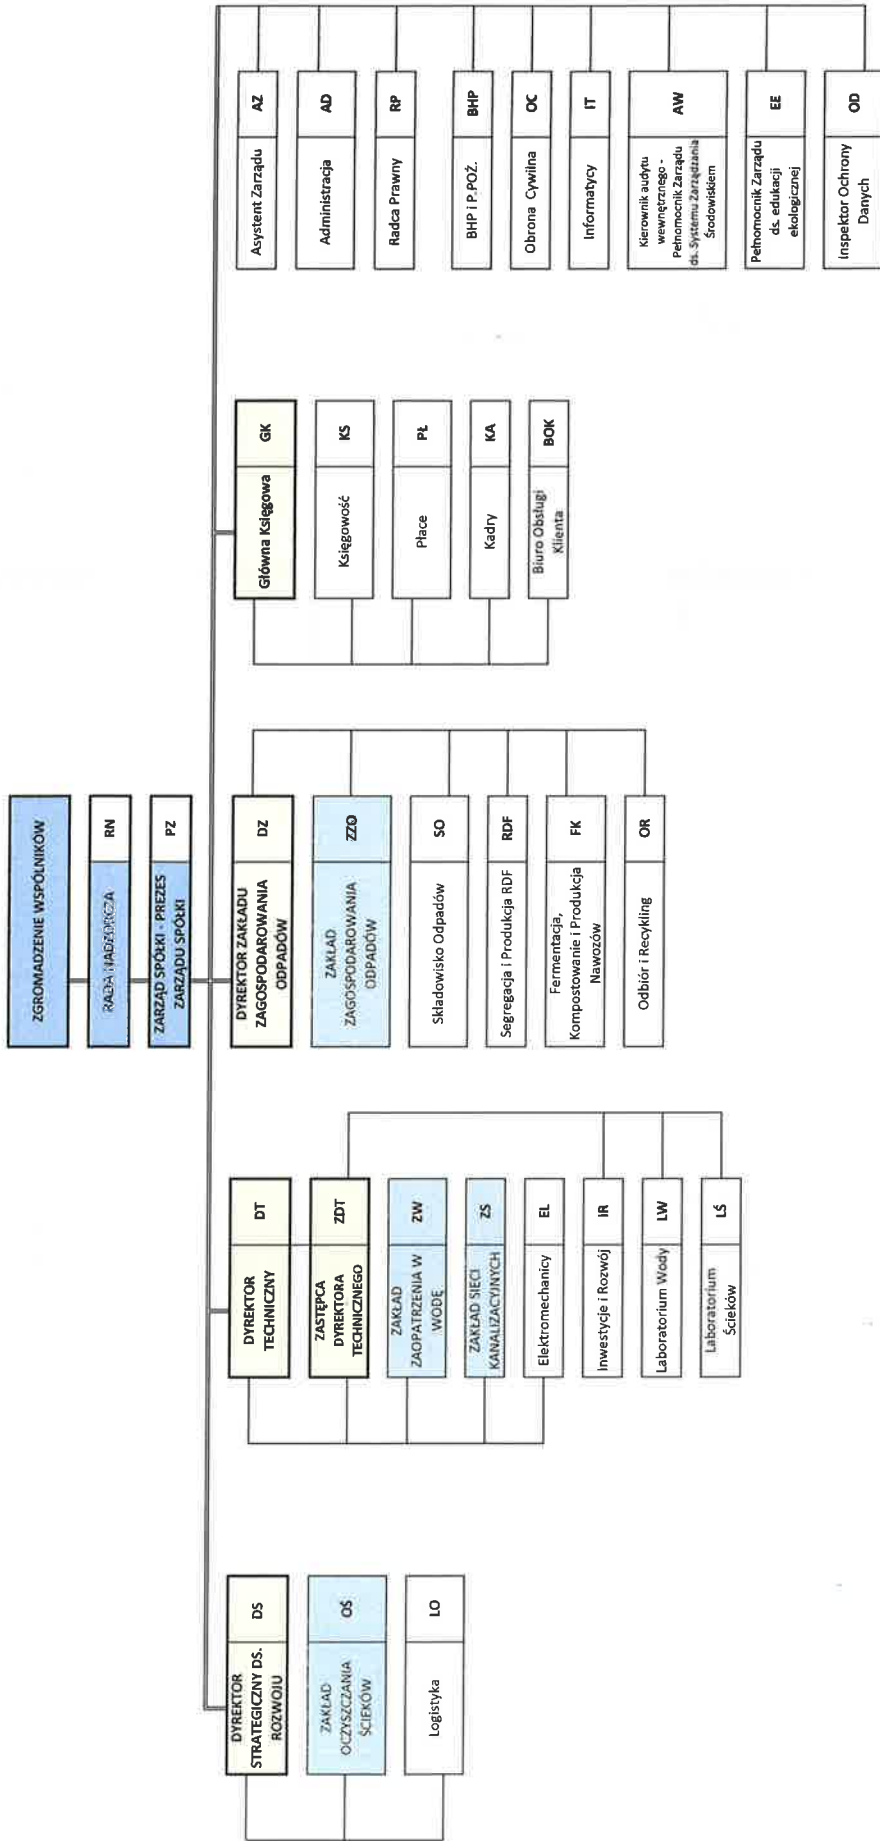 ZGROMADZENIE WSPÓLNIKÓW
RADA NADZORCZA
RN
ZARZĄD SPÓŁKI - PREZES
ZARZĄDU SPÓŁKI
PZ
DYREKTOR
STRATEGICZNY DS.
ROZWOJU
DS
ZAKŁAD
OCZYSZCZANIA
ŚCIEKÓW
OŚ
Logistyka
LO
DYREKTOR
TECHNICZNY
DT
ZASTĘPCA
DYREKTORA
TECHNICZNEGO
ZDT
ZAKŁAD
ZAOPATRZENIA W
WODĘ
ZW
ZAKŁAD SIECI
KANALIZACYJNYCH
ZS
Elektromechanicy
EL
Inwestycje i Rozwój
IR
Laboratorium Wody
LW
Laboratorium
Ścieków
LŚ
DYREKTOR ZAKŁADU
ZAGOSPODAROWANIA
ODPADÓW
DZ
ZAKŁAD
ZAGOSPODAROWANIA
ODPADÓW
ZZO
Składowisko Odpadów
SO
Segregacja i Produkcja RDF
RDF
Fermentacja,
Kompostowanie i Produkcja
Nawozów
FK
Odbiór i Recykling
OR
Główna Księgowa
GK
Księgowość
KS
Płace
PŁ
Kadry
KA
Biuro Obsługi
Klienta
BOK
Asystent Zarządu
AZ
Administracja
AD
Radca Prawny
RP
BHP i P.POŻ.
BHP
Obrona Cywilna
OC
Informatycy
IT
Kierownik audytu
wewnętrznego -
Pełnomocnik Zarządu
ds. Systemu Zarządzania
Środowiskiem
AW
Pełnomocnik Zarządu
ds. edukacji
ekologicznej
EE
Inspektor Ochrony
Danych
OD